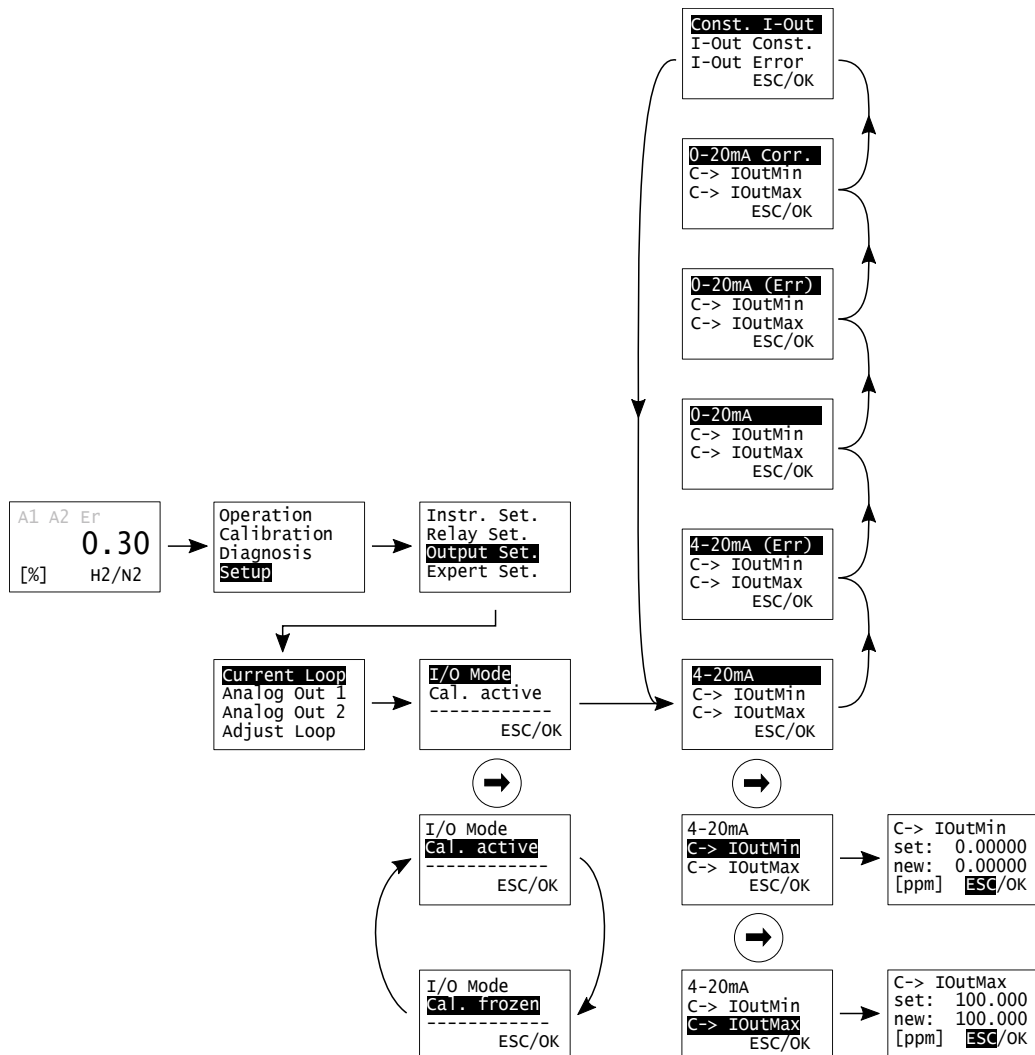 Const. I-Out
I-Out Const.
I-Out Error
ESC/OK
0-20mA Corr.
C-> IOutMin
C-> IOutMax
ESC/OK
0-20mA (Err)
C-> IOutMin
C-> IOutMax
ESC/OK
0-20mA
C-> IOutMin
C-> IOutMax
ESC/OK
A1 A2 Er
0.30
[%] H2/N2
Operation
Calibration
Diagnosis
Setup
Instr. Set.
Relay Set.
Output Set.
Expert Set.
4-20mA (Err)
C-> IOutMin
C-> IOutMax
ESC/OK
Current Loop
Analog Out 1
Analog Out 2
Adjust Loop
I/O Mode
Cal. active
------------
ESC/OK
4-20mA
C-> IOutMin
C-> IOutMax
ESC/OK
I/O Mode
Cal. active
------------
ESC/OK
4-20mA
C-> IOutMin
C-> IOutMax
ESC/OK
C-> IOutMin
set: 0.00000
new: 0.00000
[ppm] ESC/OK
I/O Mode
Cal. frozen
------------
ESC/OK
4-20mA
C-> IOutMin
C-> IOutMax
ESC/OK
C-> IOutMax
set: 100.000
new: 100.000
[ppm] ESC/OK